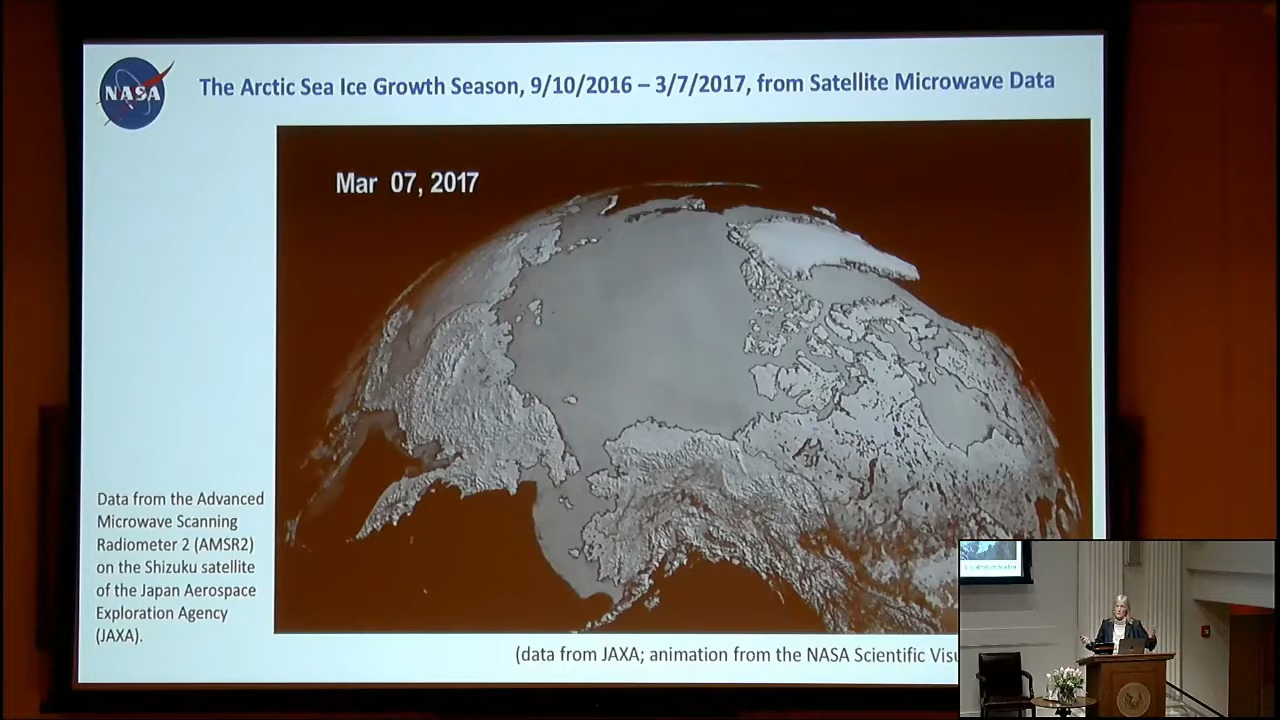 NASA
The Arctic Sea Ice Growth Season, 9/10/2016 – 3/7/2017, from Satellite Microwave Data
Mar 07, 2017
Data from the Advanced
Microwave Scanning
Radiometer 2 (AMSR2)
on the Shizuku satellite
of the Japan Aerospace
Exploration Agency
(JAXA).
(data from JAXA; animation from the NASA Scientific Visu